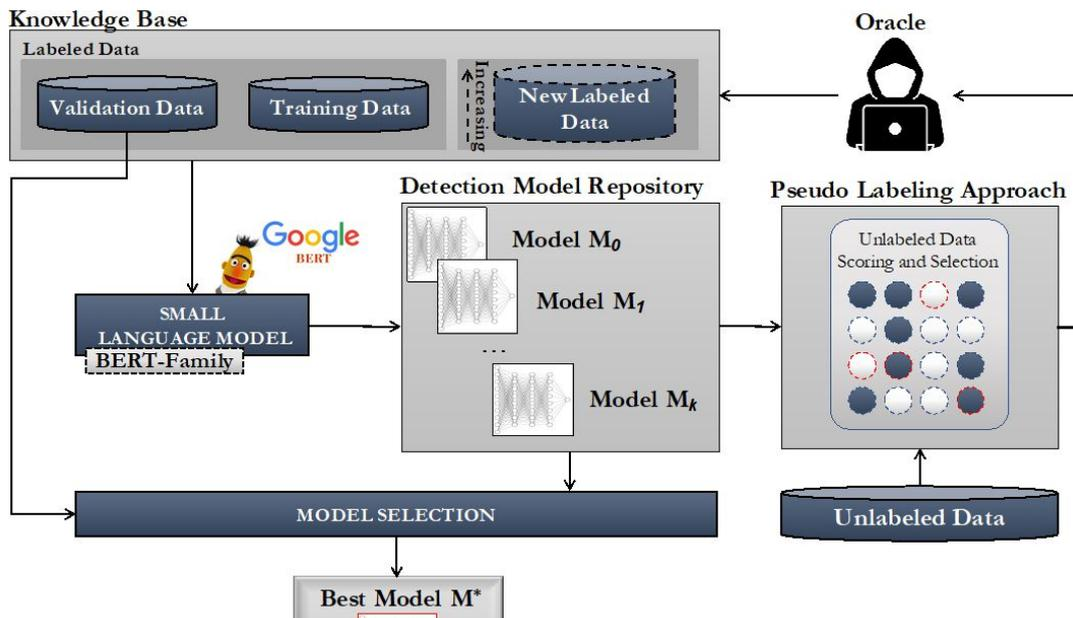 Knowledge Base
Oracle
Labeled Data
Validation Data
Training Data
Increasing
New Labeled
Data
Detection Model Repository
Pseudo Labeling Approach
Google
BERT
Model M0
Model M1
...
Model Mk
Unlabeled Data
Scoring and Selection
SMALL
LANGUAGE MODEL
BERT-Family
MODEL SELECTION
Unlabeled Data
Best Model M*